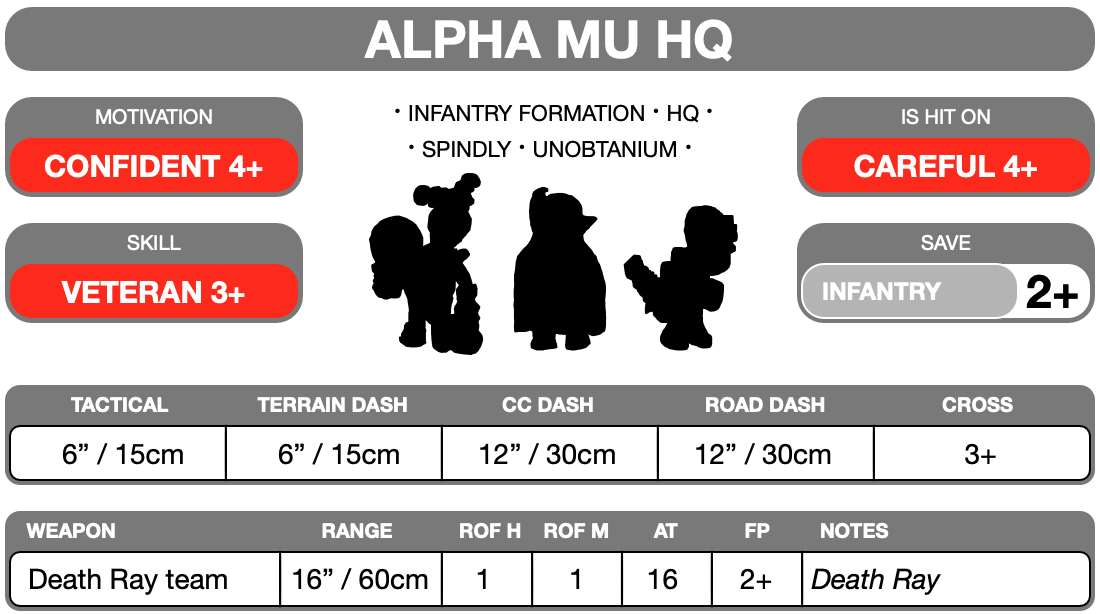 ALPHA MU HQ
MOTIVATION
CONFIDENT 4+
SKILL
VETERAN 3+
• INFANTRY FORMATION • HQ •
• SPINDLY • UNOBTANIUM •
IS HIT ON
CAREFUL 4+
SAVE
INFANTRY 2+
TACTICAL TERRAIN DASH CC DASH ROAD DASH CROSS
6” / 15cm 6” / 15cm 12” / 30cm 12” / 30cm 3+
WEAPON RANGE ROF H ROF M AT FP NOTES
Death Ray team 16” / 60cm 1 1 16 2+ Death Ray